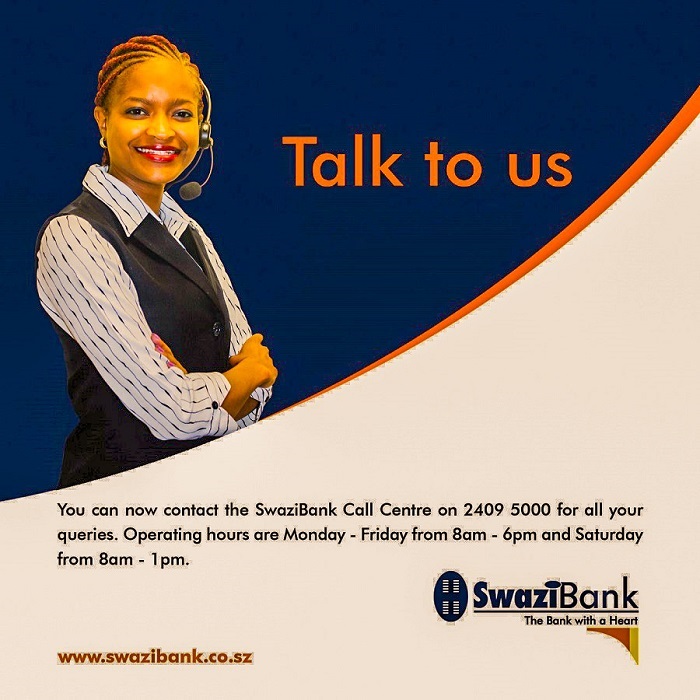 Talk to us
You can now contact the SwaziBank Call Centre on 2409 5000 for all your
queries. Operating hours are Monday - Friday from 8am - 6pm and Saturday
from 8am - 1pm.
SwaziBank
The Bank with a Heart
www.swazibank.co.sz